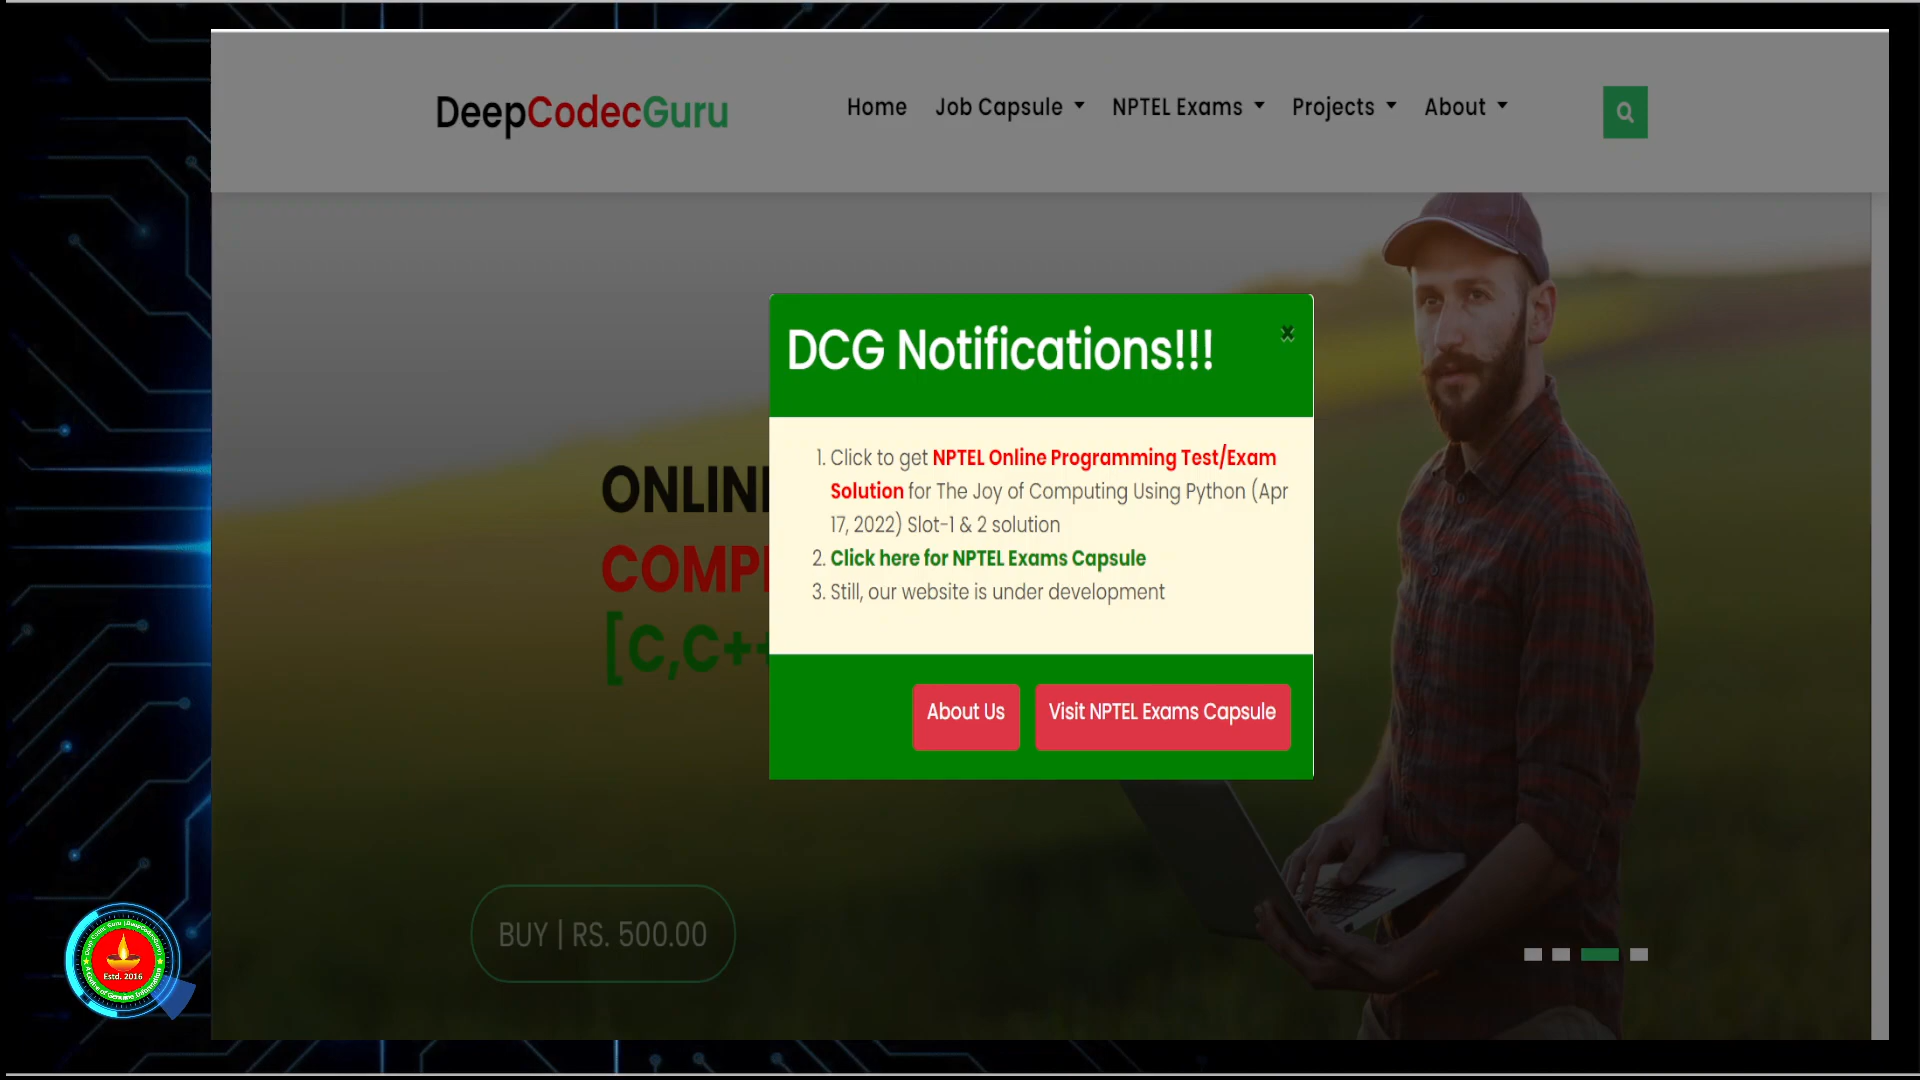 DeepCodecGuru
Home Job Capsule NPTEL Exams Projects About
DCG Notifications!!!
×
1. Click to get NPTEL Online Programming Test/Exam
Solution for The Joy of Computing Using Python (Apr
17, 2022) Slot-1 & 2 solution
2. Click here for NPTEL Exams Capsule
3. Still, our website is under development
[C,C++
About Us Visit NPTEL Exams Capsule
BUY | RS. 500.00
Estd. 2016